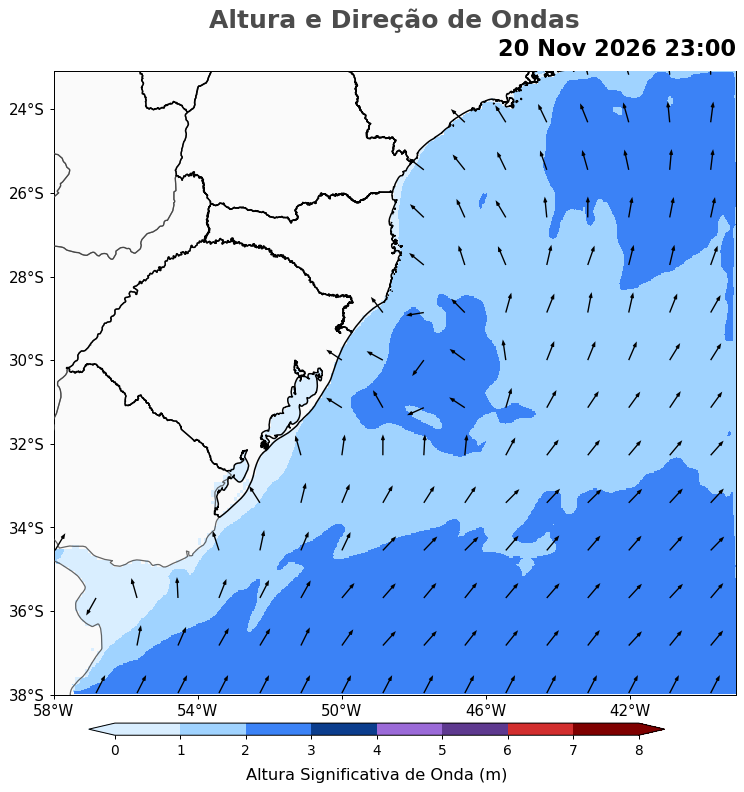 Altura e Direção de Ondas
20 Nov 2026 23:00
24°S
26°S
28°S
30°S
32°S
34°S
36°S
38°S
58°W 54°W 50°W 46°W 42°W
0 1 2 3 4 5 6 7 8
Altura Significativa de Onda (m)